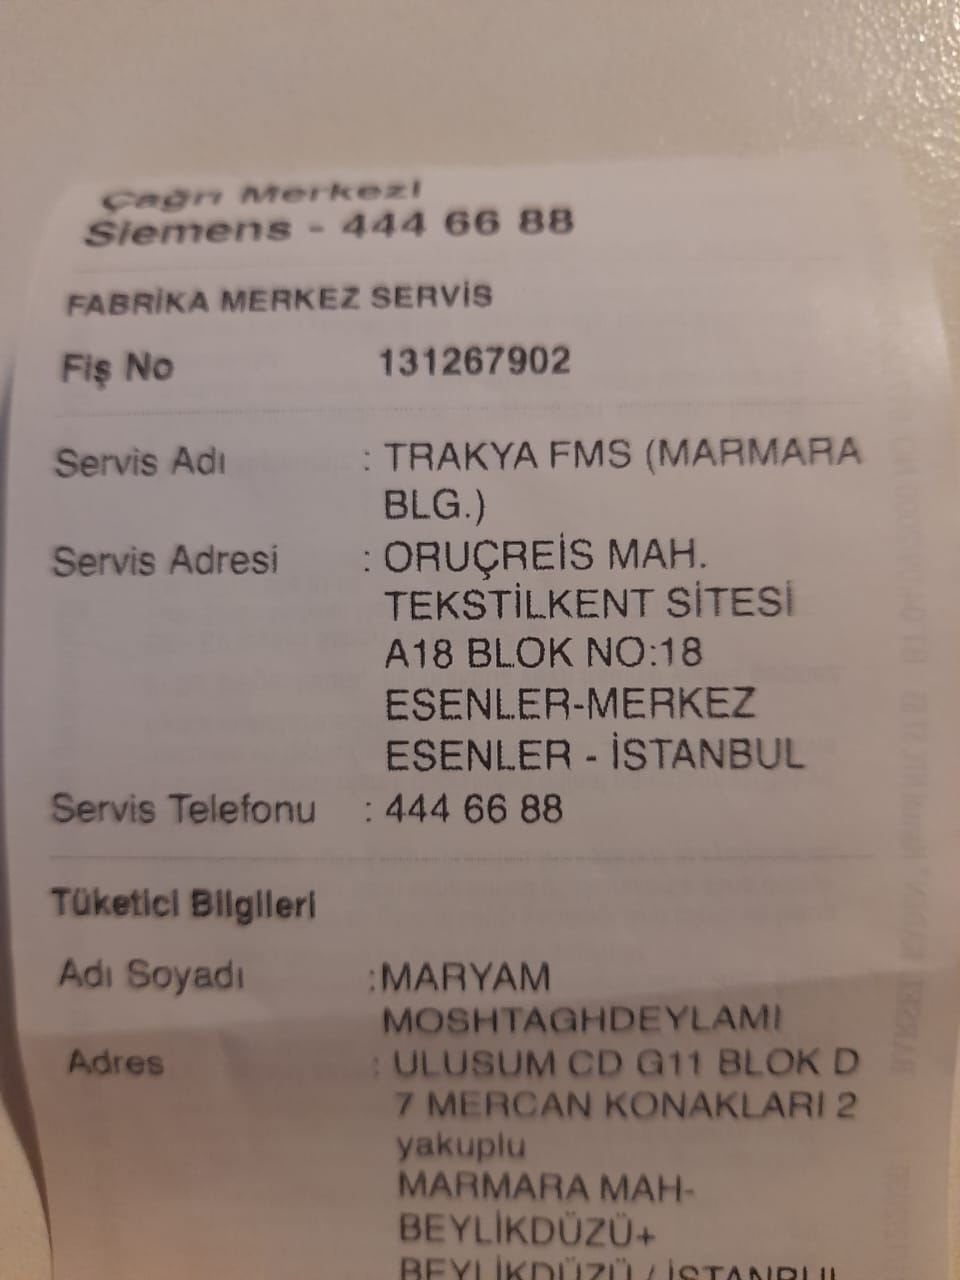 Çağrı Merkezi
Siemens - 444 66 88
FABRİKA MERKEZ SERVİS
Fiş No 131267902
Servis Adı : TRAKYA FMS (MARMARA
BLG.)
Servis Adresi : ORUÇREİS MAH.
TEKSTİLKENT SİTESİ
A18 BLOK NO:18
ESENLER-MERKEZ
ESENLER - İSTANBUL
Servis Telefonu : 444 66 88
Tüketici Bilgileri
Adı Soyadı :MARYAM
MOSHTAGHDEYLAMI
Adres : ULUSUM CD G11 BLOK D
7 MERCAN KONAKLARI 2
yakuplu
MARMARA MAH-
BEYLİKDÜZÜ+
BEYLİKDÜZÜ / İSTANBUL